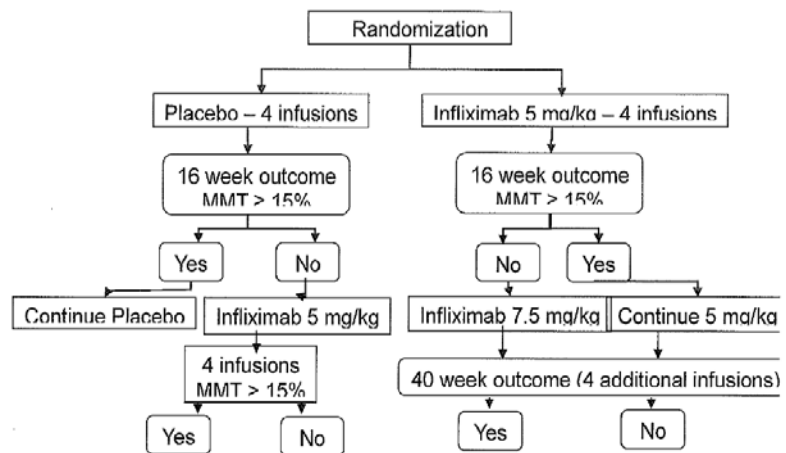 Randomization
Placebo – 4 infusions
Infliximab 5 mg/kg – 4 infusions
16 week outcome
MMT > 15%
16 week outcome
MMT > 15%
Yes
No
No
Yes
Continue Placebo
Infliximab 5 mg/kg
Infliximab 7.5 mg/kg
Continue 5 mg/kg
4 infusions
MMT > 15%
40 week outcome (4 additional infusions)
Yes
No
Yes
No